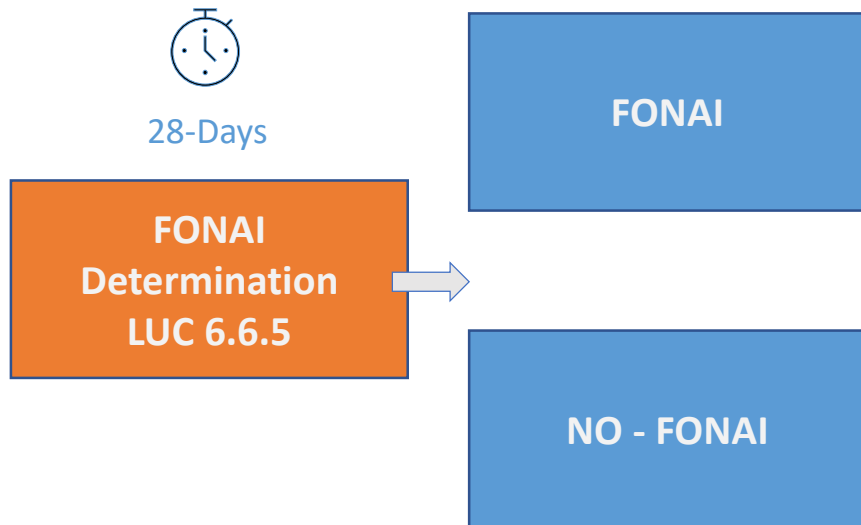 28-Days
FONAI
Determination
LUC 6.6.5
FONAI
NO - FONAI